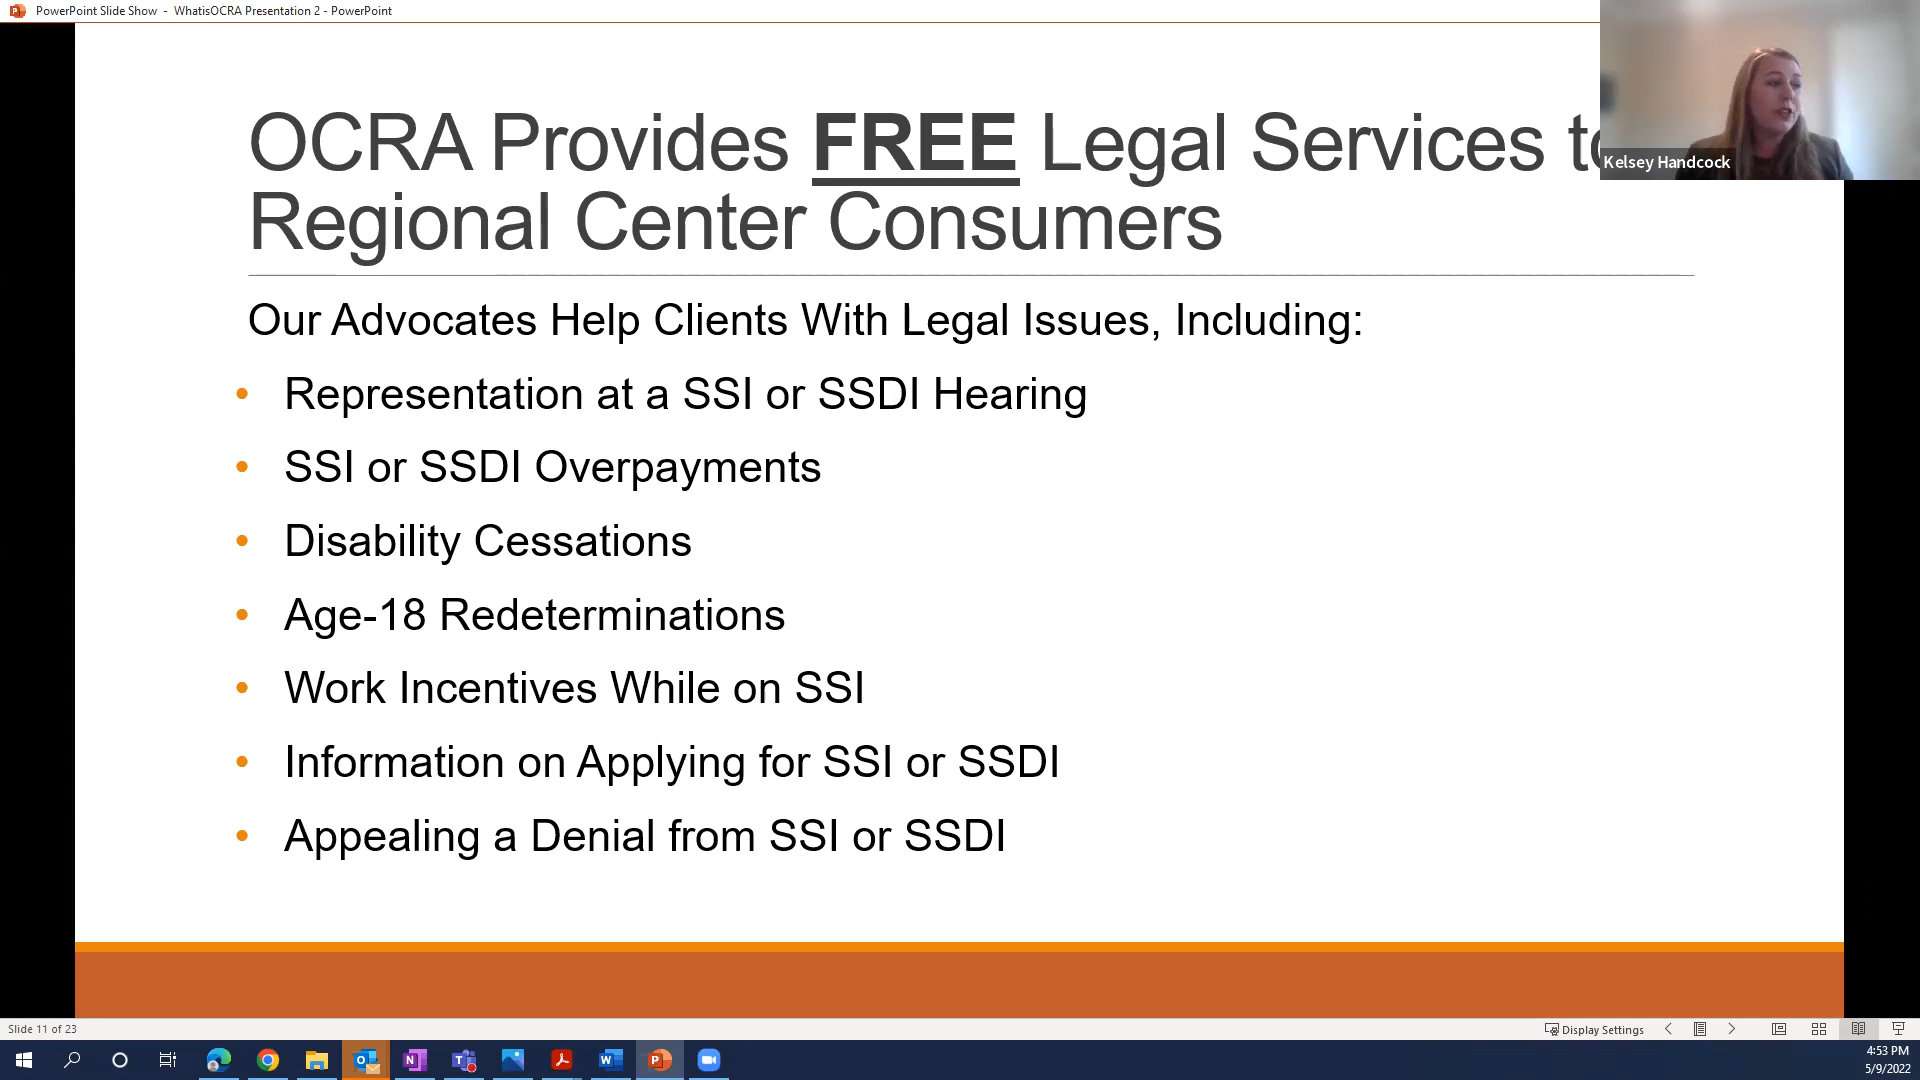 PowerPoint Slide Show - WhatisOCRA Presentation 2 - PowerPoint
OCRA Provides FREE Legal Services
Regional Center Consumers
Kelsey Handcock
Our Advocates Help Clients With Legal Issues, Including:
• Representation at a SSI or SSDI Hearing
• SSI or SSDI Overpayments
• Disability Cessations
• Age-18 Redeterminations
• Work Incentives While on SSI
• Information on Applying for SSI or SSDI
• Appealing a Denial from SSI or SSDI
Slide 11 of 23
Display Settings
4:53 PM
5/9/2022